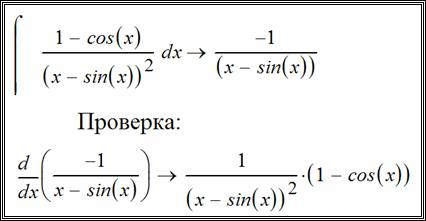 ∫ (1 – cos(x)) / (x – sin(x))² dx → –1 / (x – sin(x))
Проверка:
d/dx (–1 / (x – sin(x))) → 1 / (x – sin(x))² · (1 – cos(x))